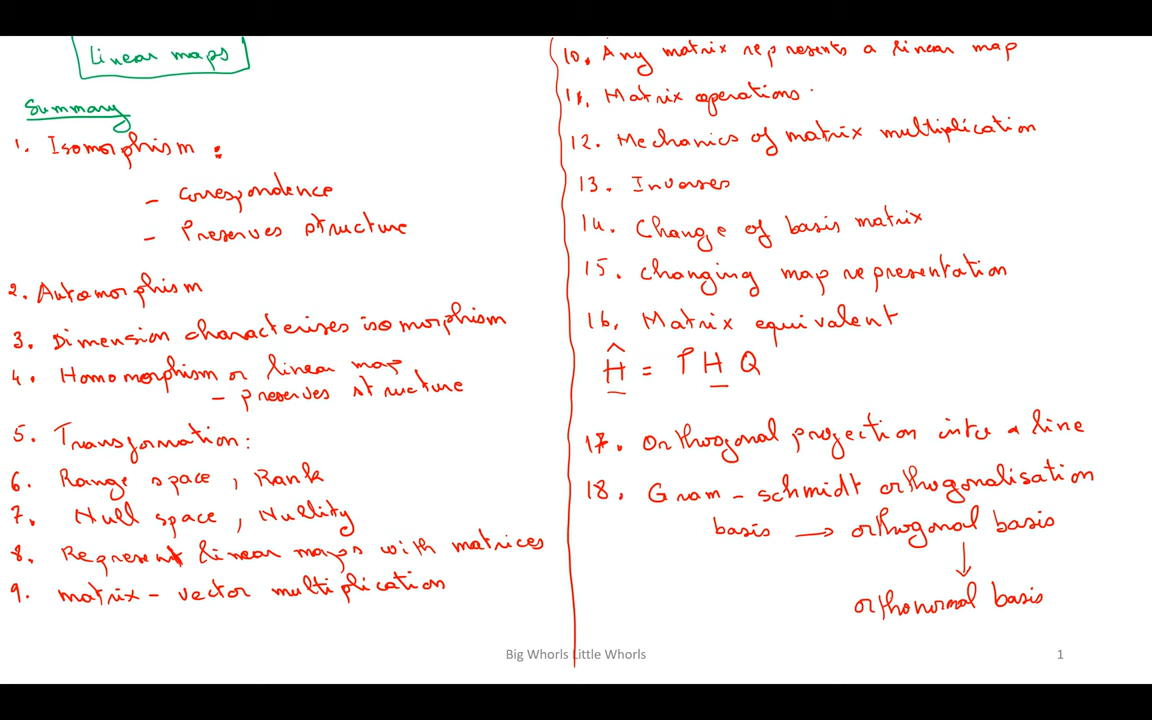 Linear maps
Summary
1. Isomorphism :
- Correspondence
- Preserves structure
2. Automorphism
3. Dimension characterises isomorphism
4. Homomorphism or linear map
- preserves structure
5. Transformation:
6. Range space, Rank
7. Null space, Nullity
8. Represent linear maps with matrices
9. matrix - vector multiplication
10. Any matrix represents a linear map
11. Matrix operations
12. Mechanics of matrix multiplication
13. Inverses
14. Change of basis matrix
15. Changing map representation
16. Matrix equivalent
Ĥ = P H Q
17. Orthogonal projection into a line
18. Gram - schmidt orthogonalisation
basis → orthogonal basis
↓
orthonormal basis
Big Whorls Little Whorls
1